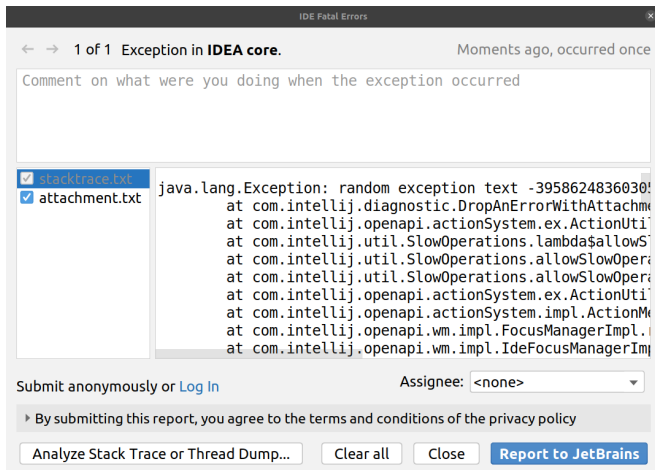 IDE Fatal Errors
← → 1 of 1 Exception in IDEA core. Moments ago, occurred once
Comment on what were you doing when the exception occurred
stacktrace.txt
attachment.txt
java.lang.Exception: random exception text -39586248360305
at com.intellij.diagnostic.DropAnErrorWithAttachme
at com.intellij.openapi.actionSystem.ex.ActionUti
at com.intellij.util.SlowOperations.lambda$allowSl
at com.intellij.util.SlowOperations.allowSlowOpera
at com.intellij.util.SlowOperations.allowSlowOpera
at com.intellij.openapi.actionSystem.ex.ActionUti
at com.intellij.openapi.actionSystem.impl.ActionMe
at com.intellij.openapi.wm.impl.FocusManagerImpl.
at com.intellij.openapi.wm.impl.IdeFocusManagerImp
Submit anonymously or Log In Assignee: <none>
By submitting this report, you agree to the terms and conditions of the privacy policy
Analyze Stack Trace or Thread Dump... Clear all Close Report to JetBrains